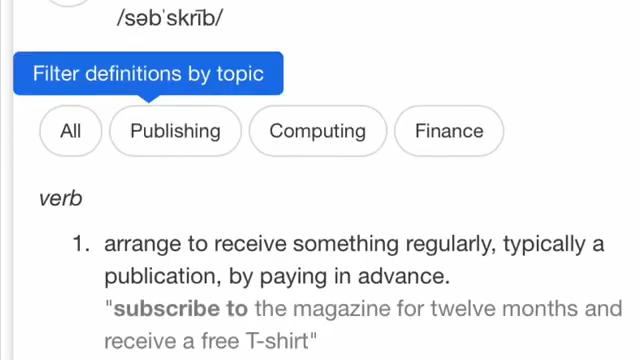 /səbˈskrīb/
Filter definitions by topic
All Publishing Computing Finance
verb
1. arrange to receive something regularly, typically a
publication, by paying in advance.
"subscribe to the magazine for twelve months and
receive a free T-shirt"